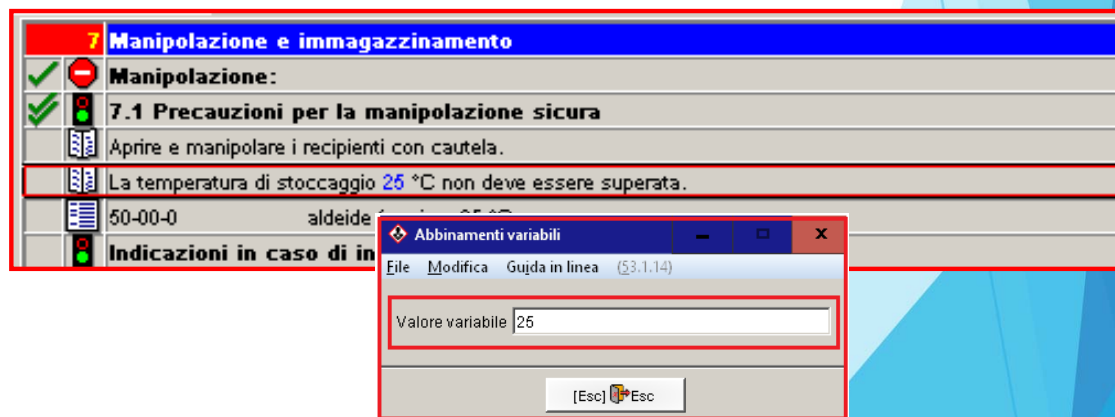 7 Manipolazione e immagazzinamento
Manipolazione:
7.1 Precauzioni per la manipolazione sicura
Aprire e manipolare i recipienti con cautela.
La temperatura di stoccaggio 25 °C non deve essere superata.
50-00-0 aldeide
Indicazioni in caso di in
Abbinamenti variabili
x
File Modifica Guida in linea (53.1.14)
Valore variabile 25
[Esc] Esc